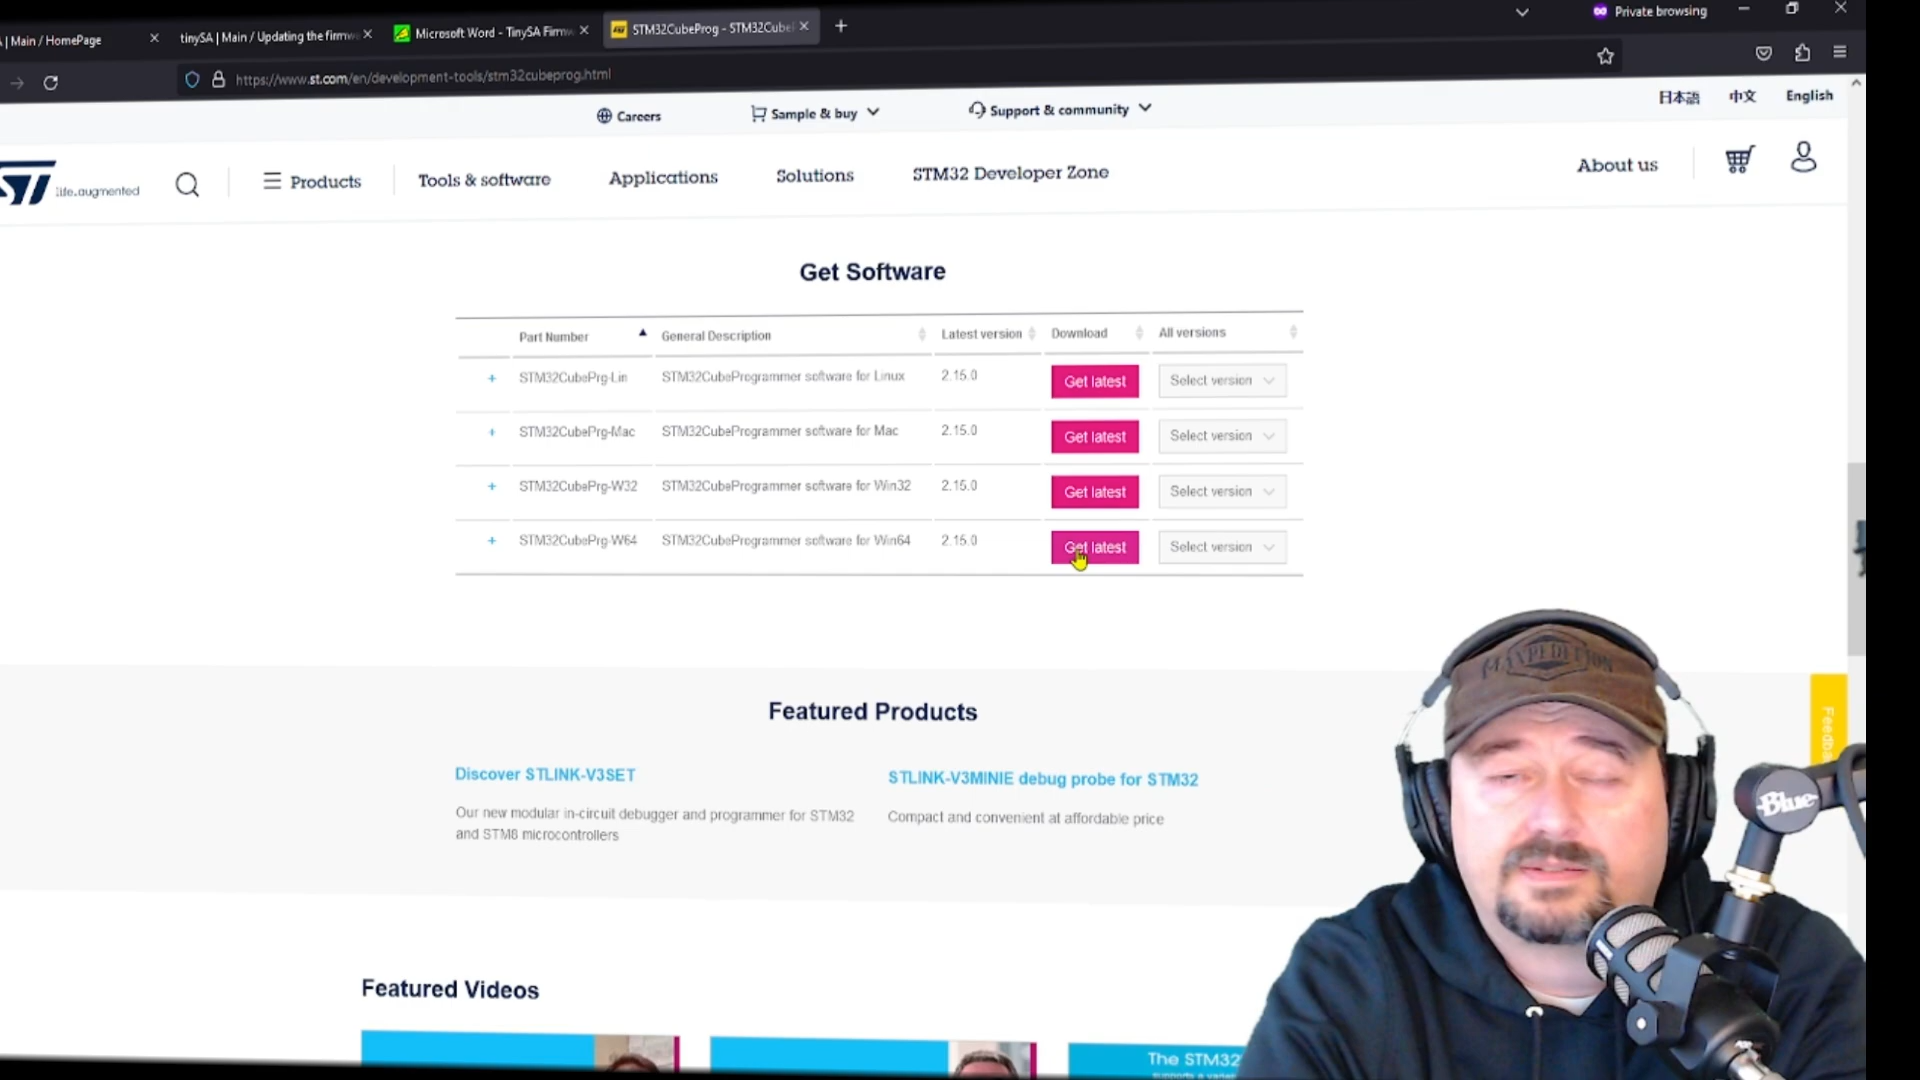 | Main / HomePage
tinySA | Main / Updating the firmw
Microsoft Word - TinySA Firmw
STM32CubeProg - STM32Cube
Private browsing
https://www.st.com/en/development-tools/stm32cubeprog.html
Careers
Sample & buy
Support & community
日本語
中文
English
ST life.augmented
Products
Tools & software
Applications
Solutions
STM32 Developer Zone
About us
Get Software
Part Number General Description Latest version Download All versions
+ STM32CubePrg-Lin STM32CubeProgrammer software for Linux 2.15.0 Get latest Select version
+ STM32CubePrg-Mac STM32CubeProgrammer software for Mac 2.15.0 Get latest Select version
+ STM32CubePrg-W32 STM32CubeProgrammer software for Win32 2.15.0 Get latest Select version
+ STM32CubePrg-W64 STM32CubeProgrammer software for Win64 2.15.0 Get latest Select version
MAXPEDITION
Featured Products
Feedba
Discover STLINK-V3SET
Our new modular in-circuit debugger and programmer for STM32
and STM8 microcontrollers
STLINK-V3MINIE debug probe for STM32
Compact and convenient at affordable price
Blue
Featured Videos
The STM32